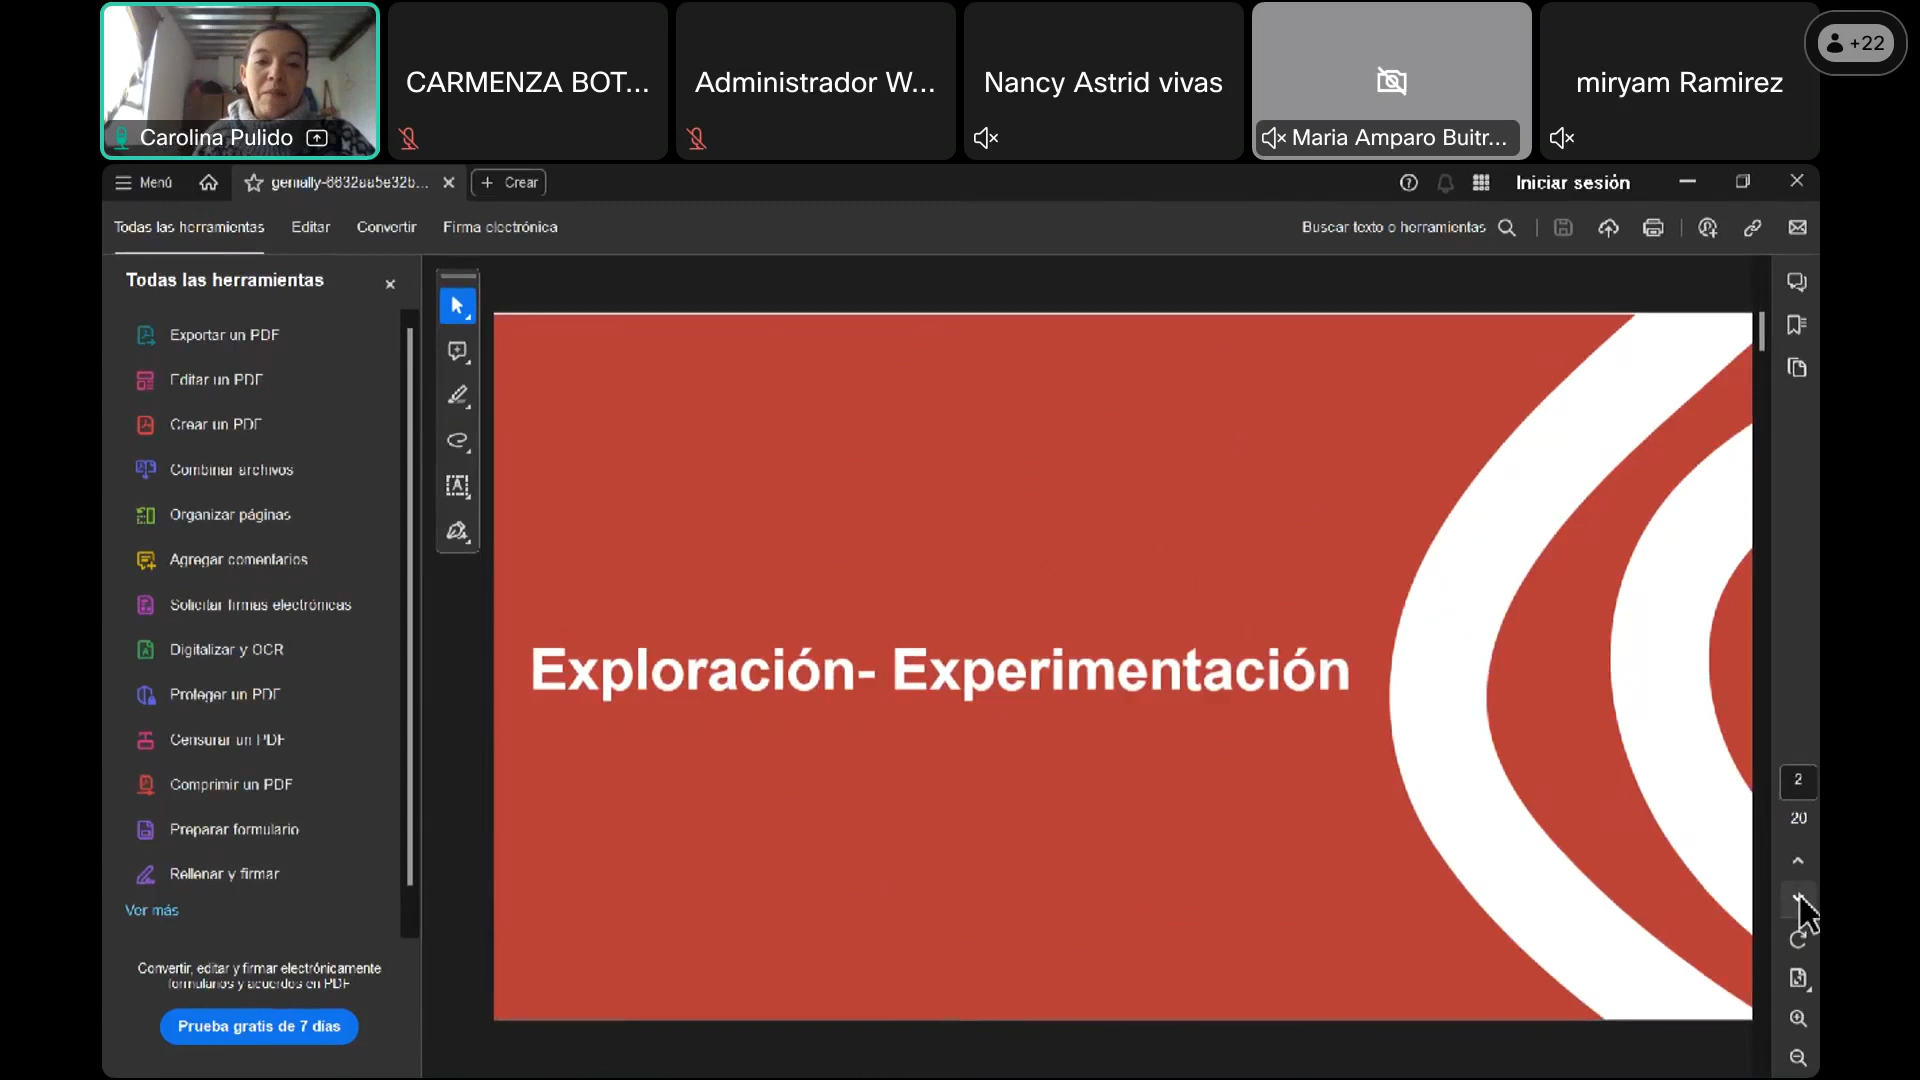 CARMENZA BOT...
Administrador W...
Nancy Astrid vivas
miryam Ramirez
+22
Carolina Pulido
Maria Amparo Buitr...
Menú
genially-6632aa5e32b...
Crear
Iniciar sesión
Todas las herramientas
Editar
Convertir
Firma electrónica
Buscar texto o herramientas
Todas las herramientas
Exportar un PDF
Editar un PDF
Crear un PDF
Combinar archivos
Organizar páginas
Agregar comentarios
Solicitar firmas electrónicas
Digitalizar y OCR
Proteger un PDF
Censurar un PDF
Comprimir un PDF
Preparar formulario
Rellenar y firmar
Ver más
Convertir, editar y firmar electrónicamente
formularios y acuerdos en PDF
Prueba gratis de 7 días
Exploración- Experimentación
2
20